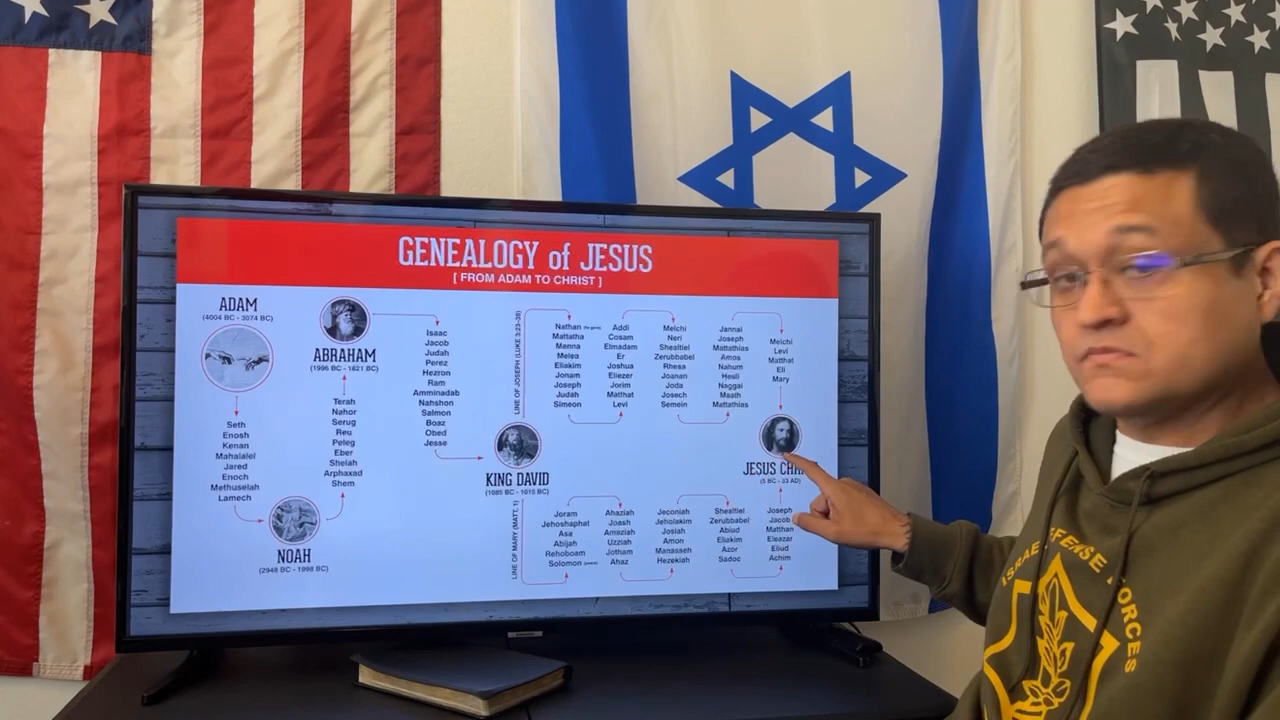 GENEALOGY of JESUS
[ FROM ADAM TO CHRIST ]
ADAM
(4004 BC - 3074 BC)
Seth
Enosh
Kenan
Mahalalel
Jared
Enoch
Methuselah
Lamech
NOAH
(2948 BC - 1998 BC)
ABRAHAM
(1996 BC - 1821 BC)
Terah
Nahor
Serug
Reu
Peleg
Eber
Shelah
Arphaxad
Shem
Isaac
Jacob
Judah
Perez
Hezron
Ram
Amminadab
Nahshon
Salmon
Boaz
Obed
Jesse
KING DAVID
(1085 BC - 1015 BC)
LINE OF JOSEPH (LUKE 3:23-38)
Nathan
Mattatha
Menna
Melea
Eliakim
Jonam
Joseph
Judah
Simeon
Addi
Cosam
Elmadam
Er
Joshua
Eliezer
Jorim
Matthat
Levi
Melchi
Neri
Shealtiel
Zerubbabel
Rhesa
Joanan
Joda
Josech
Semein
Jannai
Joseph
Mattathias
Amos
Nahum
Hesli
Naggai
Maath
Mattathias
Melchi
Levi
Matthat
Eli
Mary
JESUS CHR
(5 BC - 33 AD)
LINE OF MARY (MATT. 1)
Joram
Jehoshaphat
Asa
Abijah
Rehoboam
Solomon
Ahaziah
Joash
Amaziah
Uzziah
Jotham
Ahaz
Jeconiah
Jehoiakim
Josiah
Amon
Manasseh
Hezekiah
Shealtiel
Zerubbabel
Abiud
Eliakim
Azor
Sadoc
Joseph
Jacob
Matthan
Eleazar
Eliud
Achim
ISRAEL DEFENSE FORCES